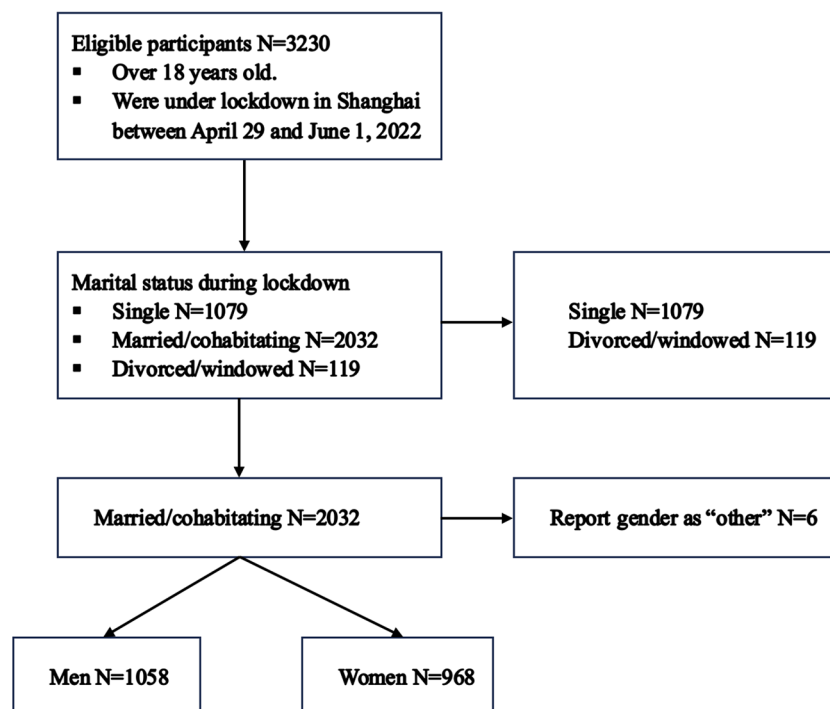 Eligible participants N=3230
▪ Over 18 years old.
▪ Were under lockdown in Shanghai
between April 29 and June 1, 2022
Marital status during lockdown
▪ Single N=1079
▪ Married/cohabitating N=2032
▪ Divorced/windowed N=119
Single N=1079
Divorced/windowed N=119
Married/cohabitating N=2032
Report gender as “other” N=6
Men N=1058
Women N=968